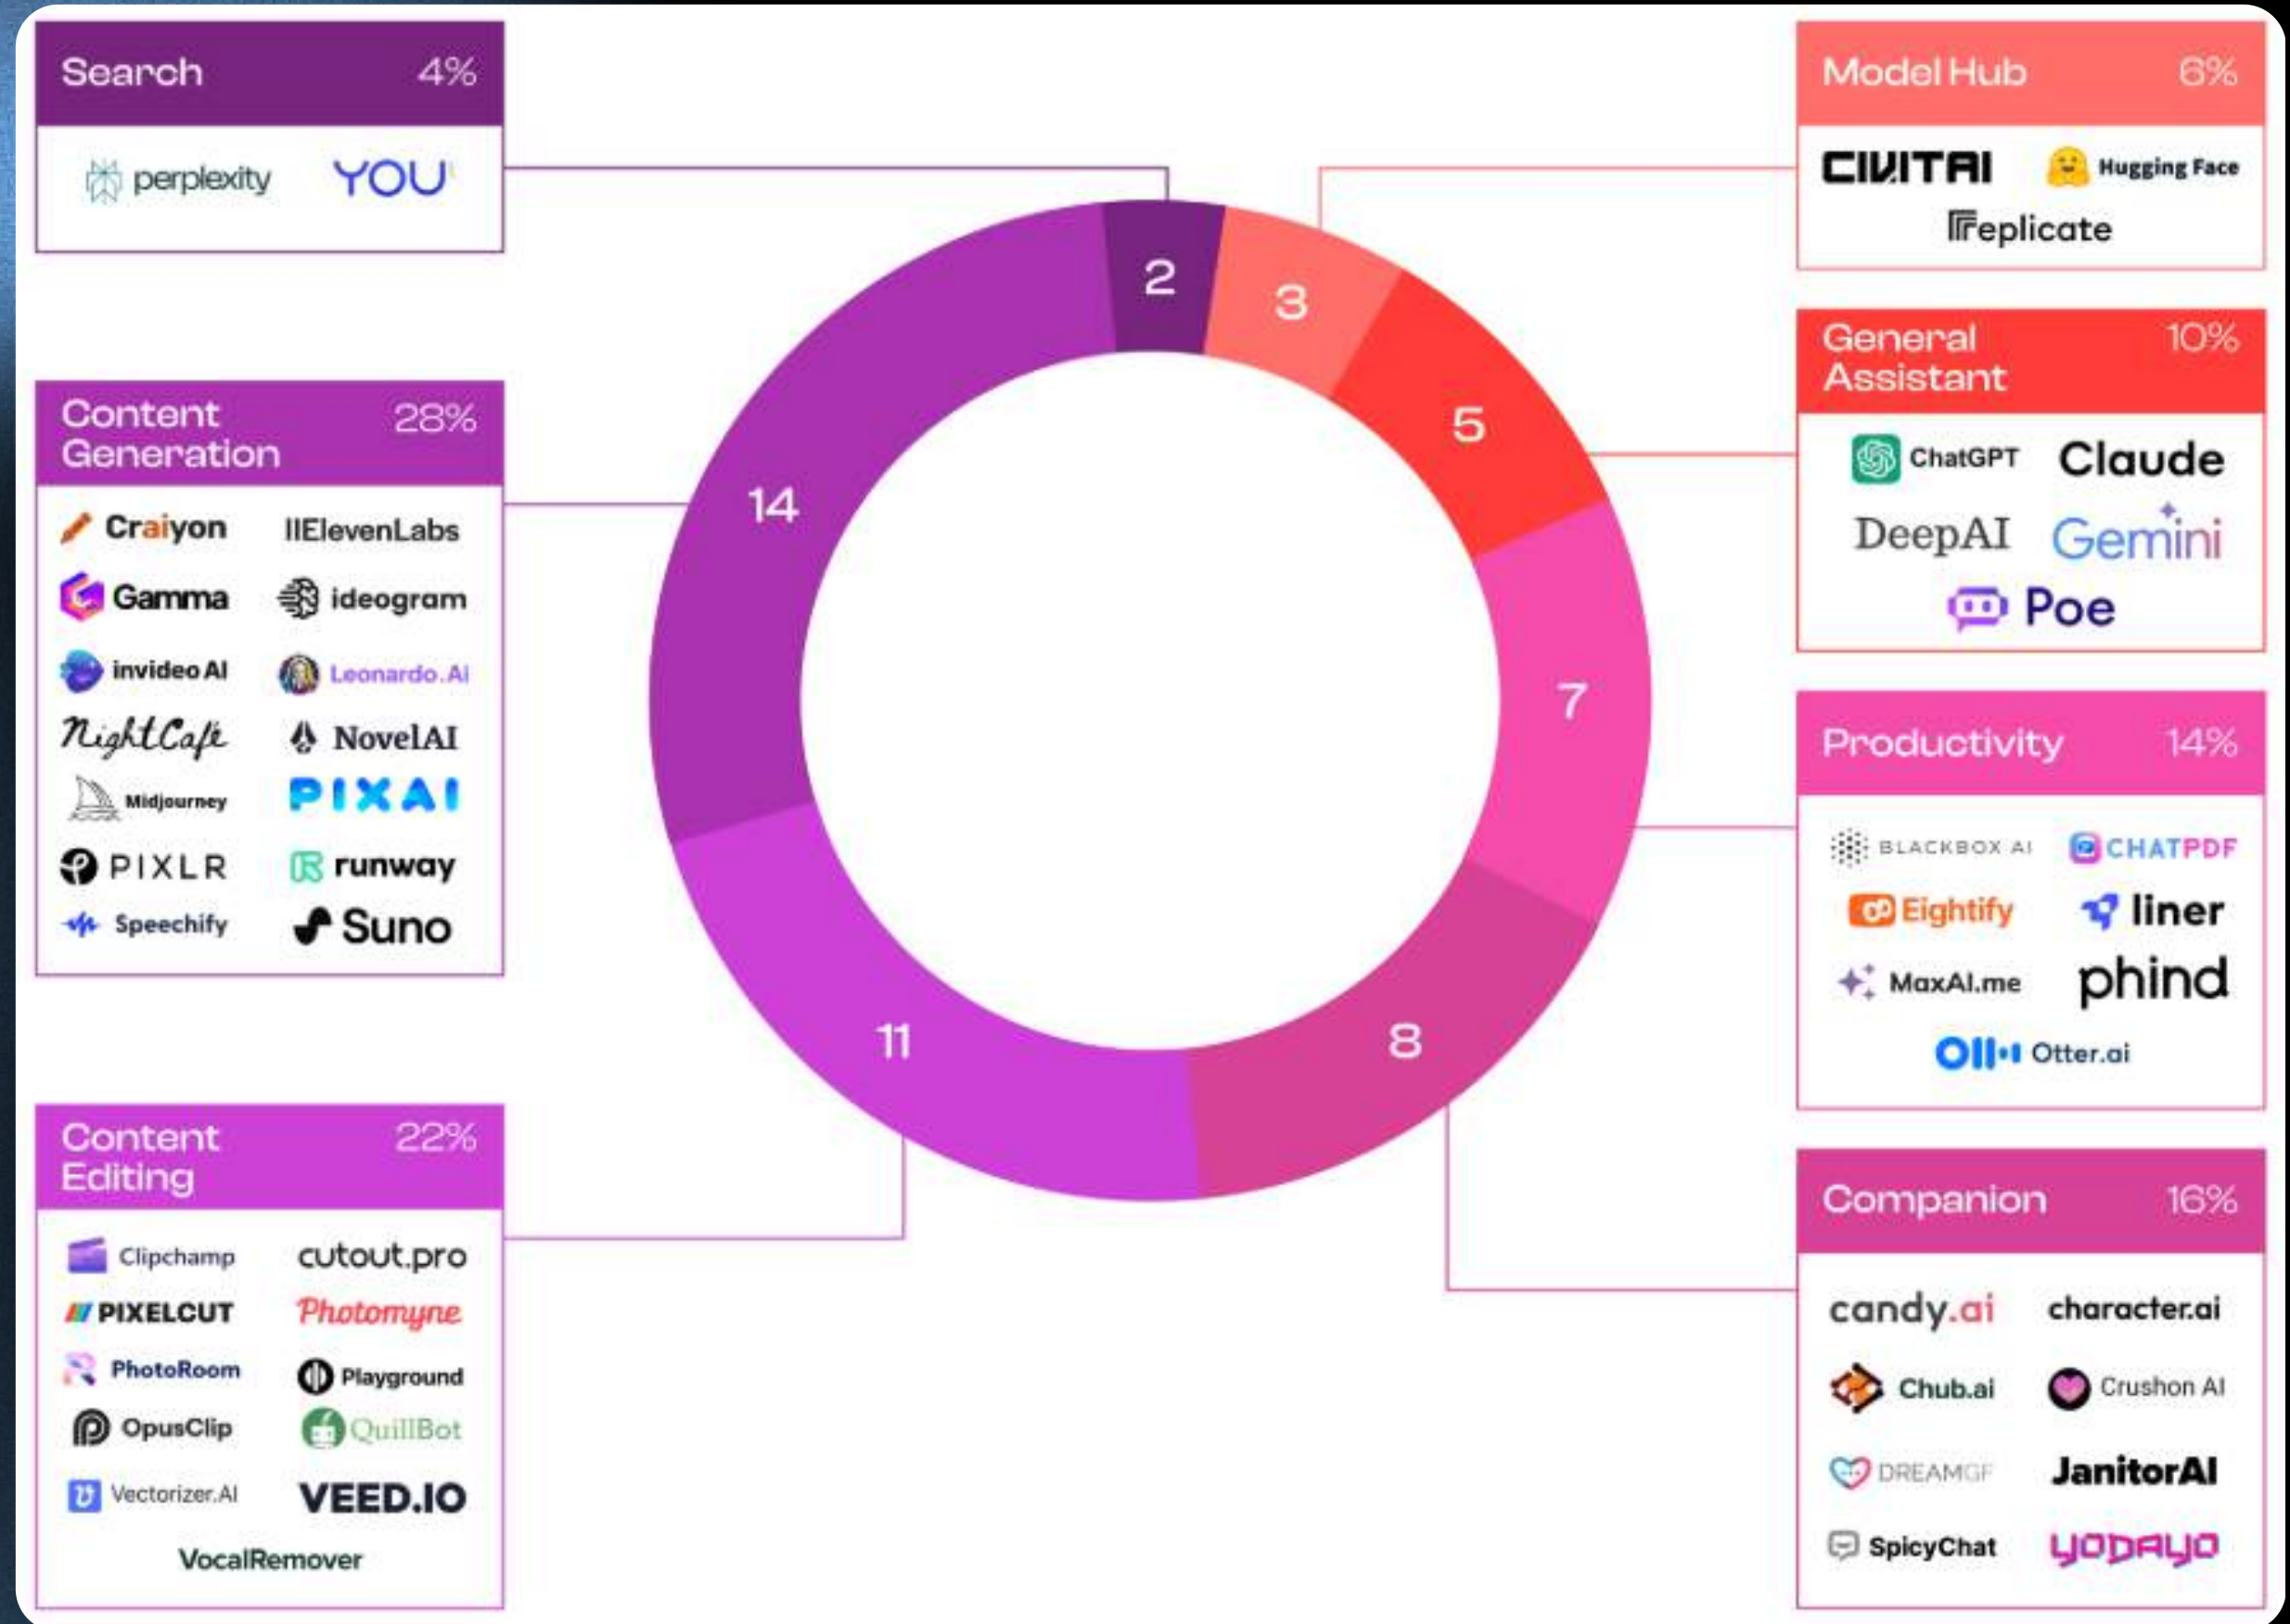 Search 4%
perplexity YOU
Content 28%
Generation
Craiyon IIElevenLabs
Gamma ideogram
invideo AI Leonardo.Ai
NightCafé NovelAI
Midjourney PIXAI
PIXLR runway
Speechify Suno
Content 22%
Editing
Clipchamp cutout.pro
PIXELCUT Photomyne
PhotoRoom Playground
OpusClip QuillBot
Vectorizer.AI VEED.IO
VocalRemover
2
3
5
7
8
11
14
Model Hub 6%
CIVITAI Hugging Face
Replicate
General 10%
Assistant
ChatGPT Claude
DeepAI Gemini
Poe
Productivity 14%
BLACKBOX AI CHATPDF
Eightify liner
MaxAI.me phind
Otter.ai
Companion 16%
candy.ai character.ai
Chub.ai Crushon AI
DREAMGF JanitorAI
SpicyChat YODAYO